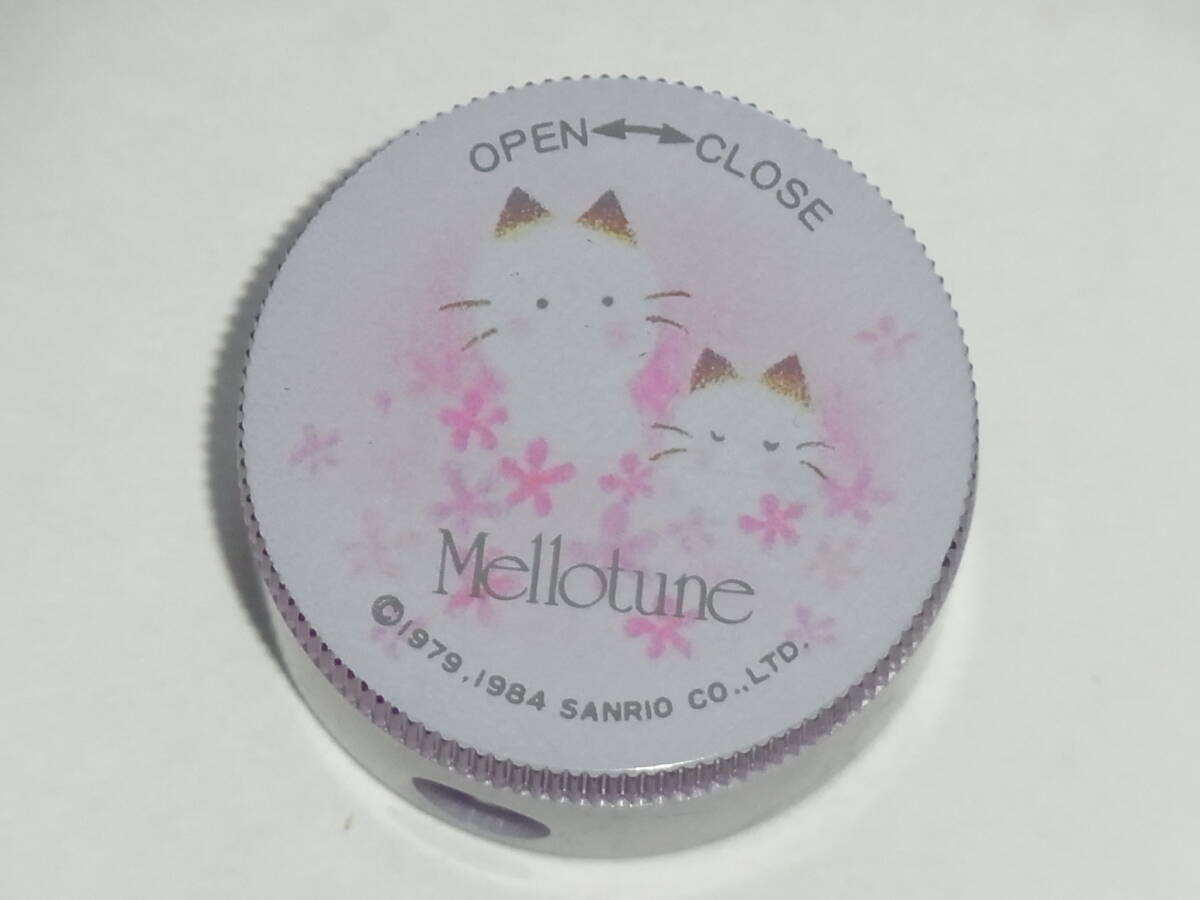 OPEN↔CLOSE
Mellotune
©1979,1984 SANRIO CO.,LTD.